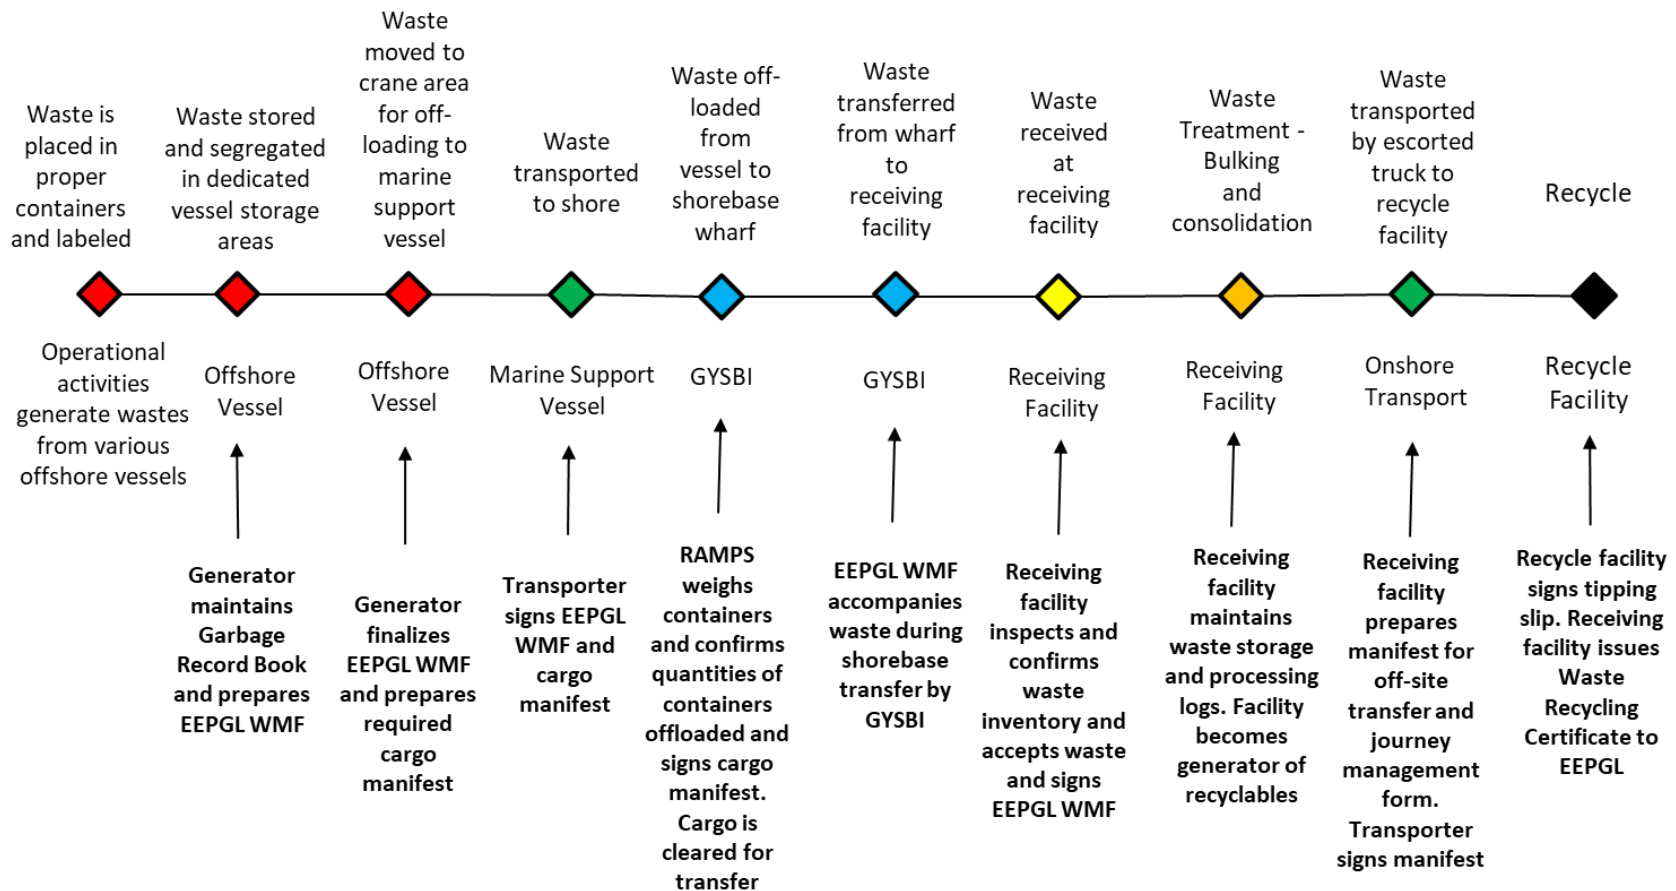 Waste is
placed in
proper
containers
and labeled
Waste stored
and segregated
in dedicated
vessel storage
areas
Waste
moved to
crane area
for off-
loading to
marine
support
vessel
Waste
transported
to shore
Waste off-
loaded
from
vessel to
shorebase
wharf
Waste
transferred
from wharf
to
receiving
facility
Waste
received
at
receiving
facility
Waste
Treatment -
Bulking
and
consolidation
Waste
transported
by escorted
truck to
recycle
facility
Recycle
Operational
activities
generate wastes
from various
offshore vessels
Offshore
Vessel
Offshore
Vessel
Marine Support
Vessel
GYSBI
GYSBI
Receiving
Facility
Receiving
Facility
Onshore
Transport
Recycle
Facility
Generator
maintains
Garbage
Record Book
and prepares
EEPGL WMF
Generator
finalizes
EEPGL WMF
and prepares
required
cargo
manifest
Transporter
signs EEPGL
WMF and
cargo
manifest
RAMPS
weighs
containers
and confirms
quantities of
containers
offloaded and
signs cargo
manifest.
Cargo is
cleared for
transfer
EEPGL WMF
accompanies
waste during
shorebase
transfer by
GYSBI
Receiving
facility
inspects and
confirms
waste
inventory and
accepts waste
and signs
EEPGL WMF
Receiving
facility
maintains
waste storage
and processing
logs. Facility
becomes
generator of
recyclables
Receiving
facility
prepares
manifest for
off-site
transfer and
journey
management
form.
Transporter
signs manifest
Recycle facility
signs tipping
slip. Receiving
facility issues
Waste
Recycling
Certificate to
EEPGL